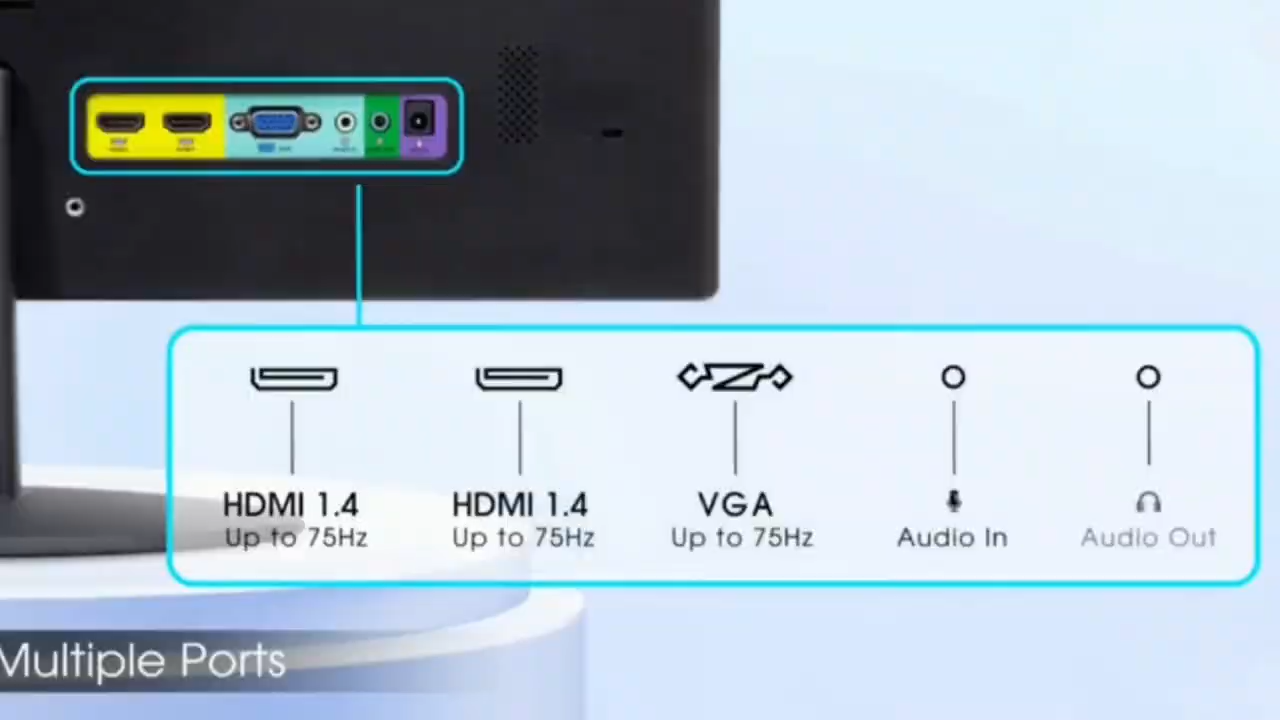 HDMI 1.4
Up to 75Hz
HDMI 1.4
Up to 75Hz
VGA
Up to 75Hz
Audio In
Audio Out
Multiple Ports